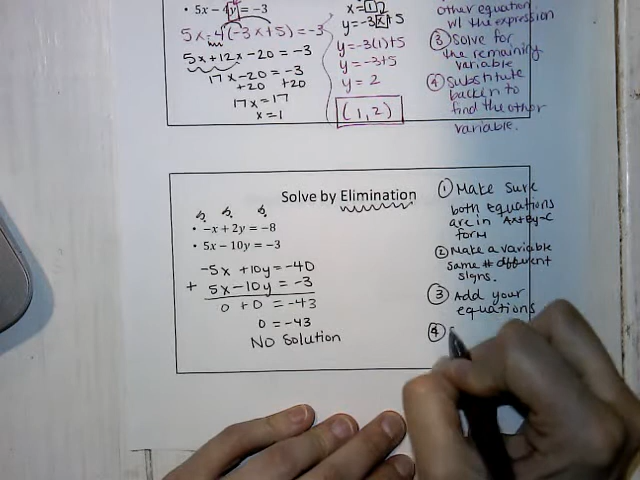 • 5x - 4y = -3
5x - 4(-3x+5) = -3
5x + 12x - 20 = -3
17x - 20 = -3
+20 +20
17x = 17
x = 1
x = 1
y = -3x + 5
y = -3(1)+5
y = -3+5
y = 2
(1, 2)
other equation
w/ the expression
③ Solve for
the remaining
variable
④ Substitute
back in to
find the other
variable.
Solve by Elimination
5. 5. 5.
• -x + 2y = -8
• 5x - 10y = -3
-5x + 10y = -40
+ 5x - 10y = -3
0 + 0 = -43
0 = -43
NO Solution
① Make sure
both equations
are in Ax+By=C
form
② Make a variable
same # different
signs.
③ Add your
equations
④